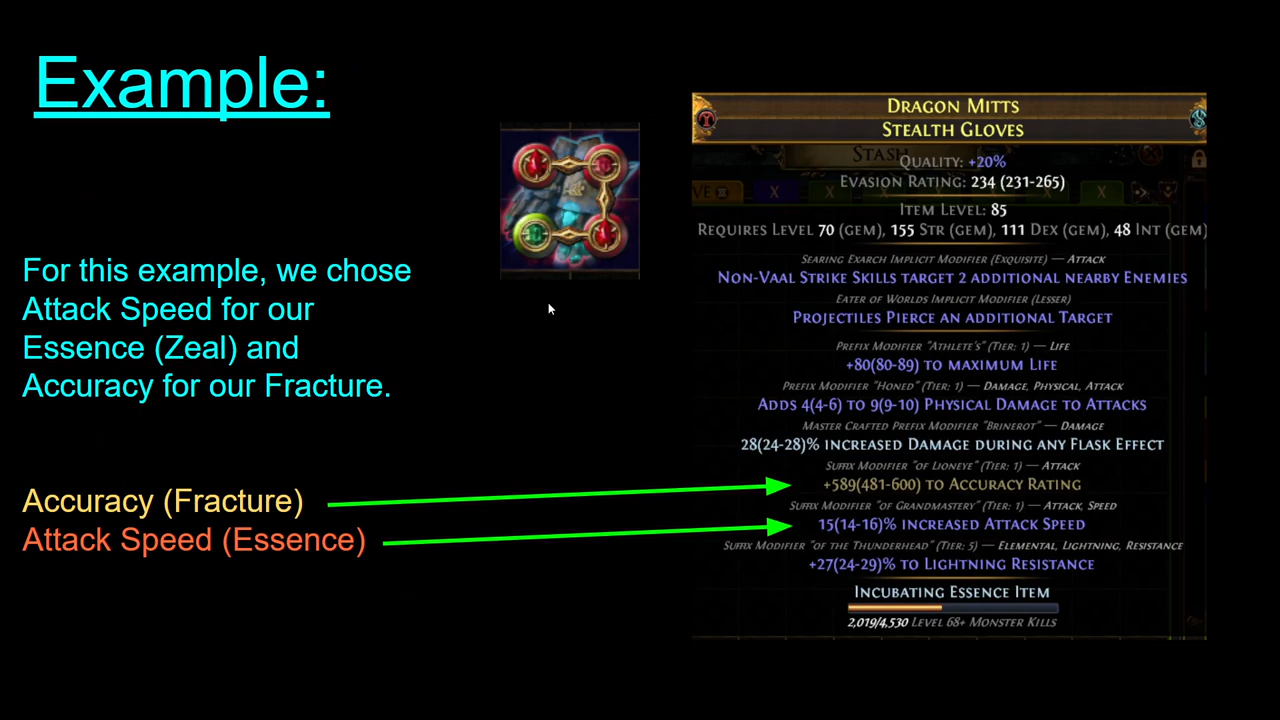 Example:
For this example, we chose
Attack Speed for our
Essence (Zeal) and
Accuracy for our Fracture.
Accuracy (Fracture)
Attack Speed (Essence)
DRAGON MITTS
STEALTH GLOVES
STASH
QUALITY: +20%
VE X X X
EVASION RATING: 234 (231-265)
ITEM LEVEL: 85
REQUIRES LEVEL 70 (GEM), 155 STR (GEM), 111 DEX (GEM), 48 INT (GEM)
SEARING EXARCH IMPLICIT MODIFIER (EXQUISITE) — ATTACK
NON-VAAL STRIKE SKILLS TARGET 2 ADDITIONAL NEARBY ENEMIES
EATER OF WORLDS IMPLICIT MODIFIER (LESSER)
PROJECTILES PIERCE AN ADDITIONAL TARGET
PREFIX MODIFIER "ATHLETE'S" (TIER: 1) — LIFE
+80(80-89) TO MAXIMUM LIFE
PREFIX MODIFIER "HONED" (TIER: 1) — DAMAGE, PHYSICAL, ATTACK
ADDS 4(4-6) TO 9(9-10) PHYSICAL DAMAGE TO ATTACKS
MASTER CRAFTED PREFIX MODIFIER "BRINEROT" — DAMAGE
28(24-28)% INCREASED DAMAGE DURING ANY FLASK EFFECT
SUFFIX MODIFIER "OF LIONEYE" (TIER: 1) — ATTACK
+589(481-600) TO ACCURACY RATING
SUFFIX MODIFIER "OF GRANDMASTERY" (TIER: 1) — ATTACK, SPEED
15(14-16)% INCREASED ATTACK SPEED
SUFFIX MODIFIER "OF THE THUNDERHEAD" (TIER: 5) — ELEMENTAL, LIGHTNING, RESISTANCE
+27(24-29)% TO LIGHTNING RESISTANCE
INCUBATING ESSENCE ITEM
2,019/4,530 LEVEL 68+ MONSTER KILLS